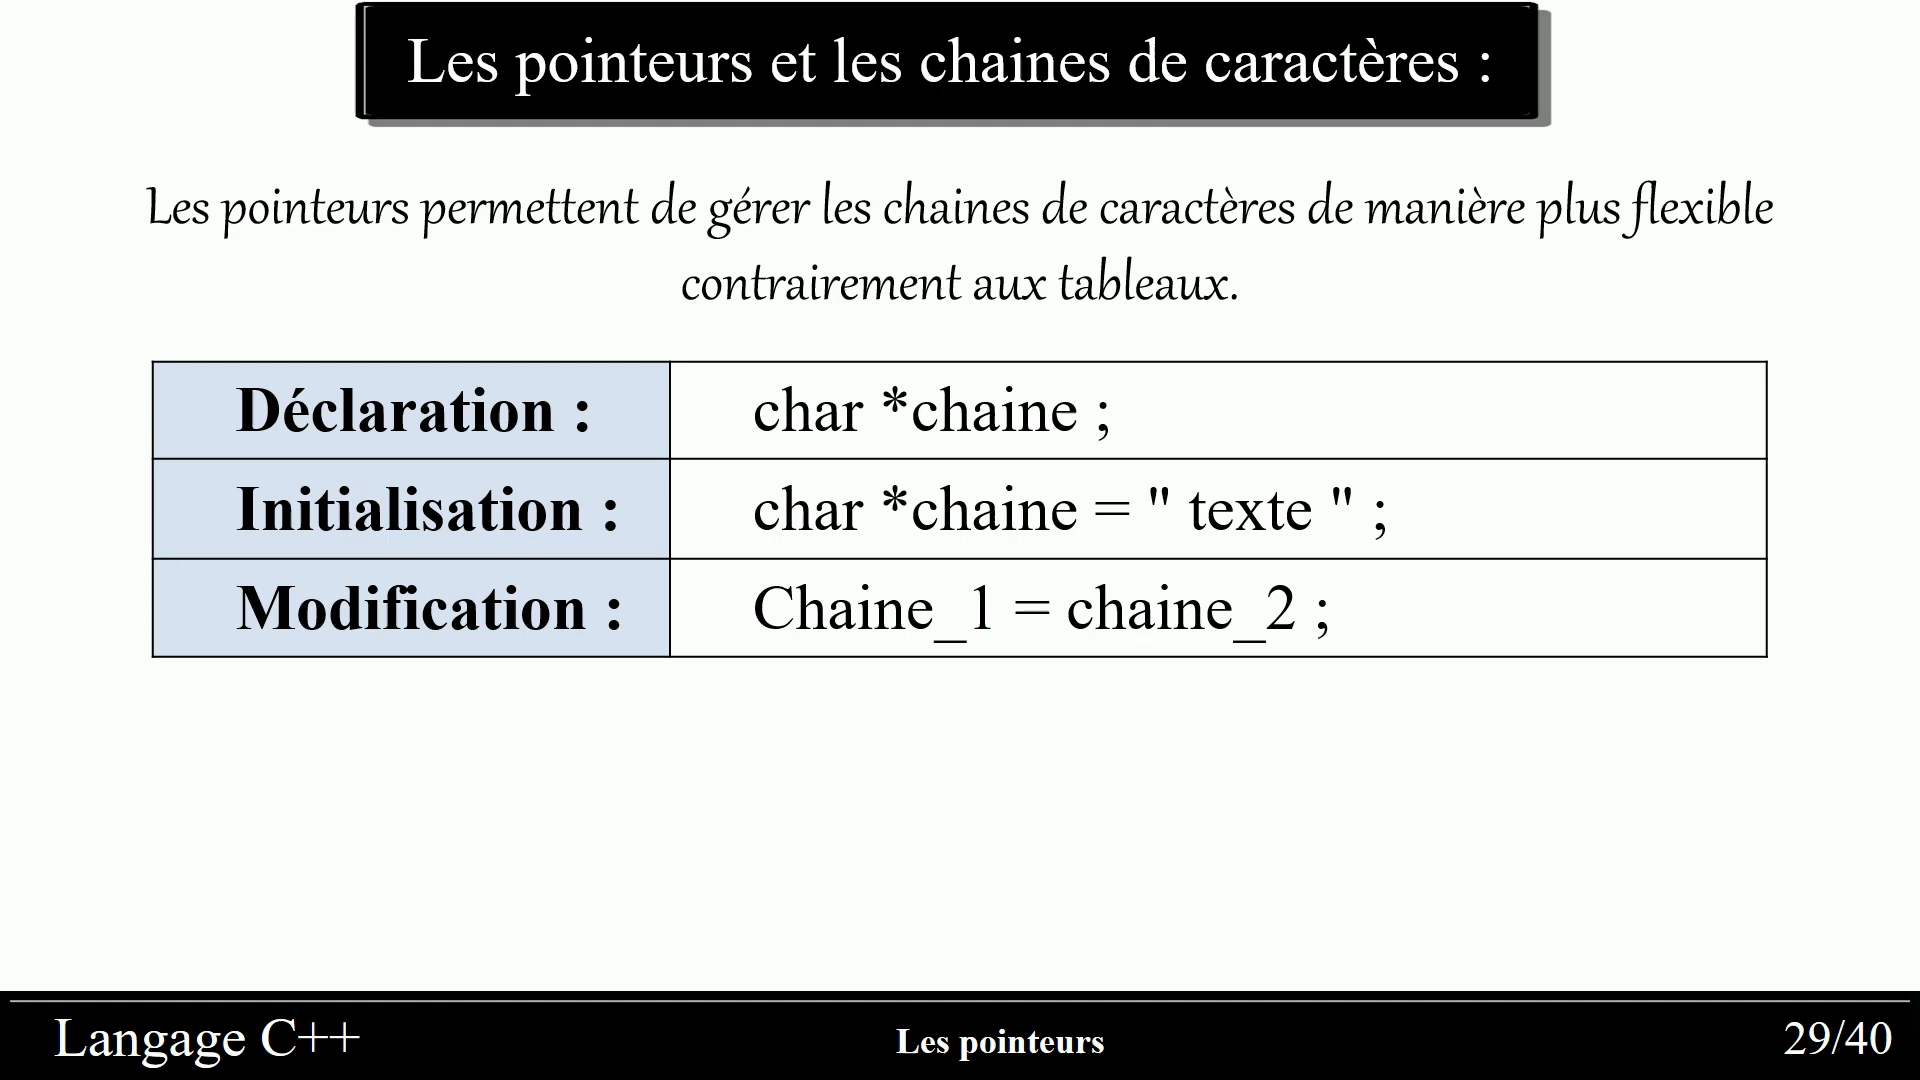 Les pointeurs et les chaines de caractères :
Les pointeurs permettent de gérer les chaines de caractères de manière plus flexible
contrairement aux tableaux.
Déclaration : char *chaine ;
Initialisation : char *chaine = " texte " ;
Modification : Chaine_1 = chaine_2 ;
Langage C++ Les pointeurs 29/40